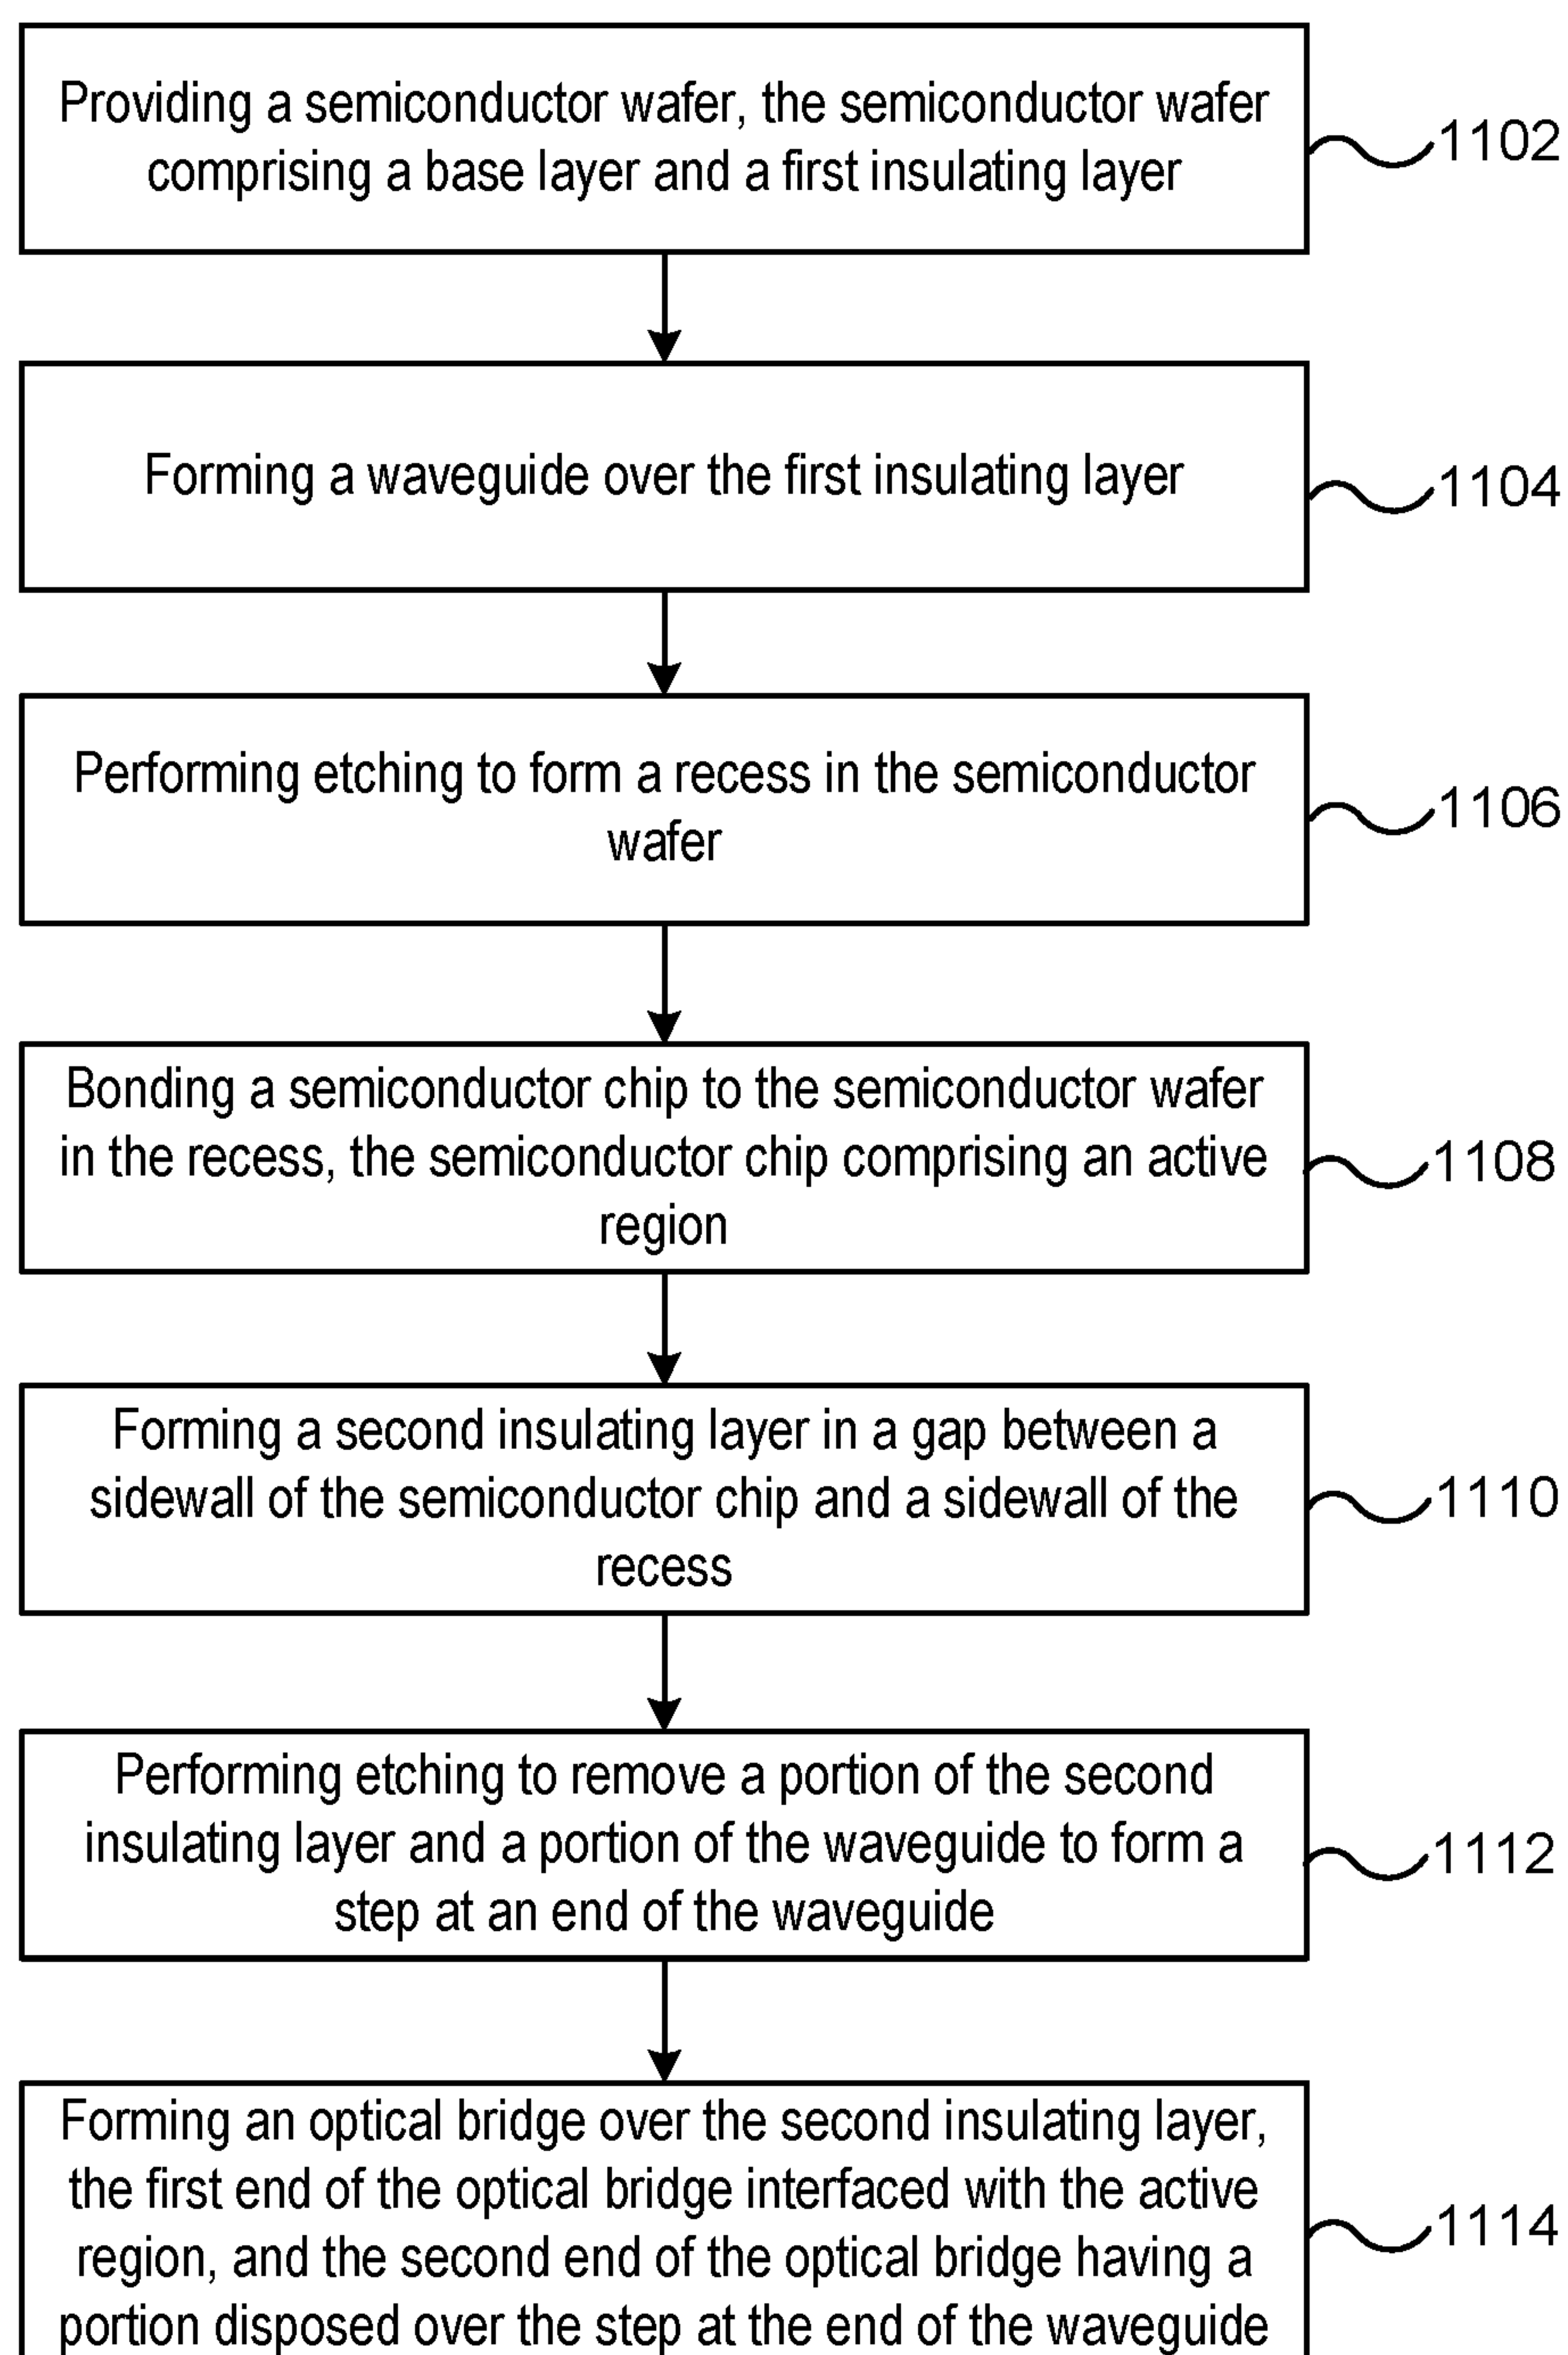 Providing a semiconductor wafer, the semiconductor wafer
comprising a base layer and a first insulating layer
1102
Forming a waveguide over the first insulating layer
1104
Performing etching to form a recess in the semiconductor
wafer
1106
Bonding a semiconductor chip to the semiconductor wafer
in the recess, the semiconductor chip comprising an active
region
1108
Forming a second insulating layer in a gap between a
sidewall of the semiconductor chip and a sidewall of the
recess
1110
Performing etching to remove a portion of the second
insulating layer and a portion of the waveguide to form a
step at an end of the waveguide
1112
Forming an optical bridge over the second insulating layer,
the first end of the optical bridge interfaced with the active
region, and the second end of the optical bridge having a
portion disposed over the step at the end of the waveguide
1114